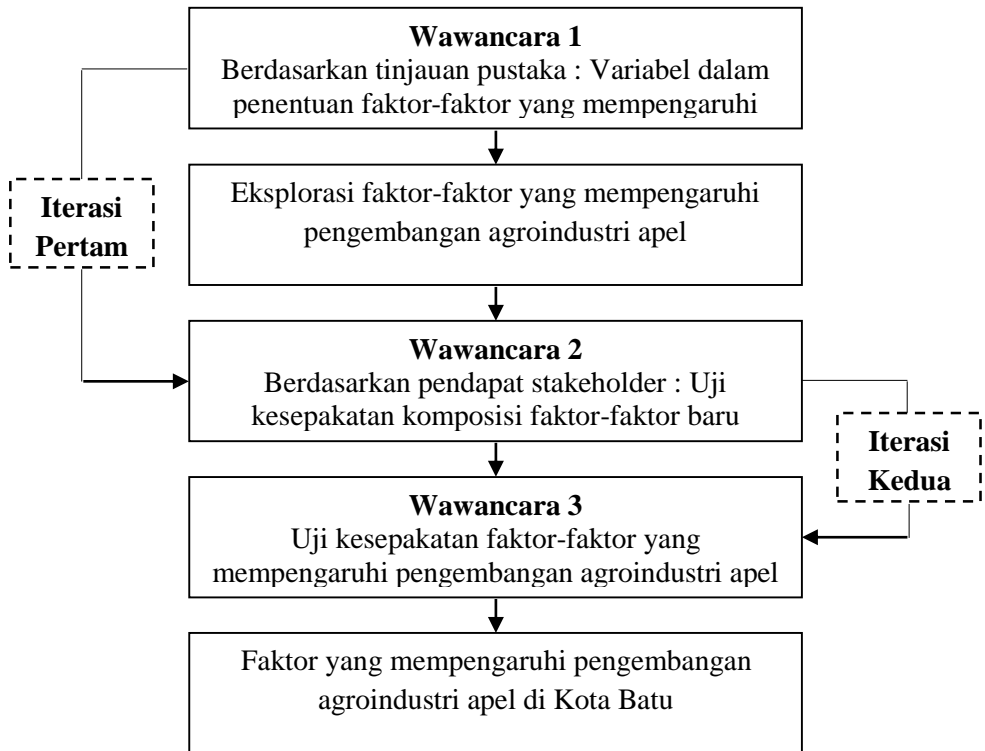 Wawancara 1
Berdasarkan tinjauan pustaka : Variabel dalam
penentuan faktor-faktor yang mempengaruhi
Iterasi
Pertam
Eksplorasi faktor-faktor yang mempengaruhi
pengembangan agroindustri apel
Wawancara 2
Berdasarkan pendapat stakeholder : Uji
kesepakatan komposisi faktor-faktor baru
Iterasi
Kedua
Wawancara 3
Uji kesepakatan faktor-faktor yang
mempengaruhi pengembangan agroindustri apel
Faktor yang mempengaruhi pengembangan
agroindustri apel di Kota Batu